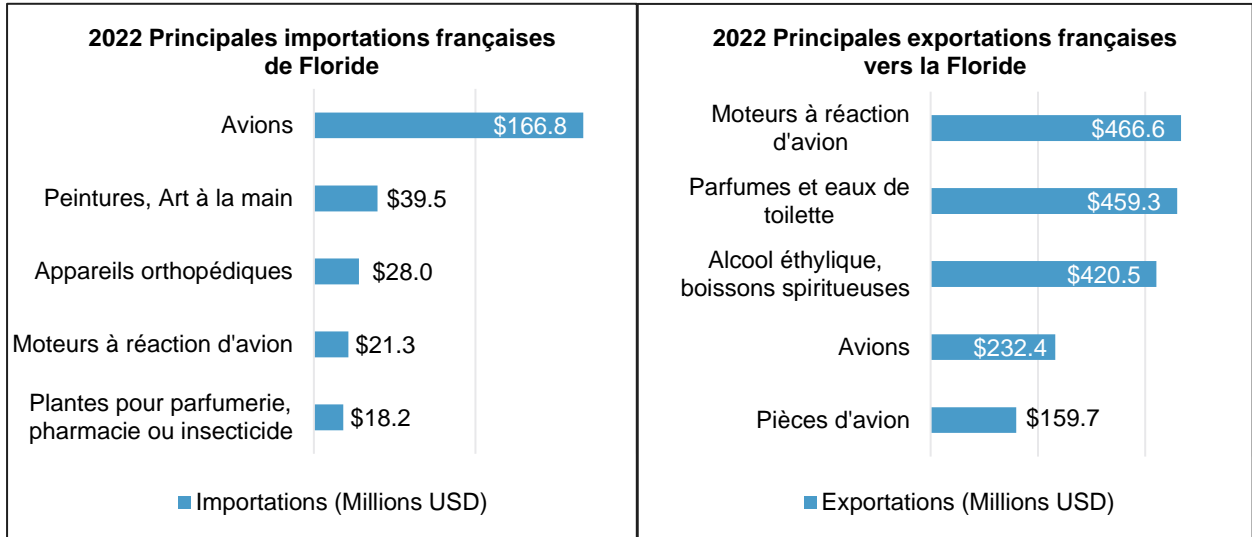 2022 Principales importations françaises
de Floride
Avions
$166.8
Peintures, Art à la main
$39.5
Appareils orthopédiques
$28.0
Moteurs à réaction d'avion
$21.3
Plantes pour parfumerie,
pharmacie ou insecticide
$18.2
Importations (Millions USD)
2022 Principales exportations françaises
vers la Floride
Moteurs à réaction
d'avion
$466.6
Parfumes et eaux de
toilette
$459.3
Alcool éthylique,
boissons spiritueuses
$420.5
Avions
$232.4
Pièces d'avion
$159.7
Exportations (Millions USD)